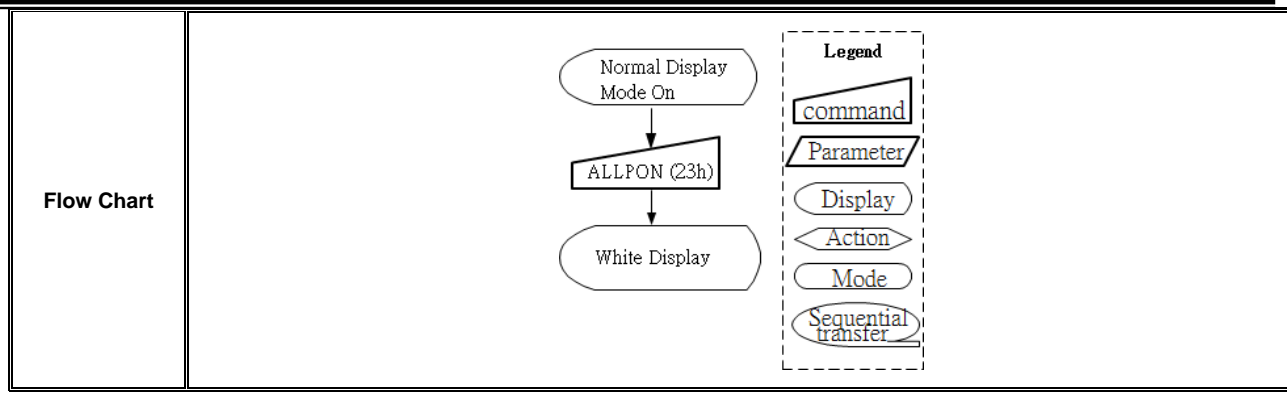 Flow Chart
Normal Display
Mode On
ALLPON (23h)
White Display
Legend
command
Parameter
Display
Action
Mode
Sequential
transfer